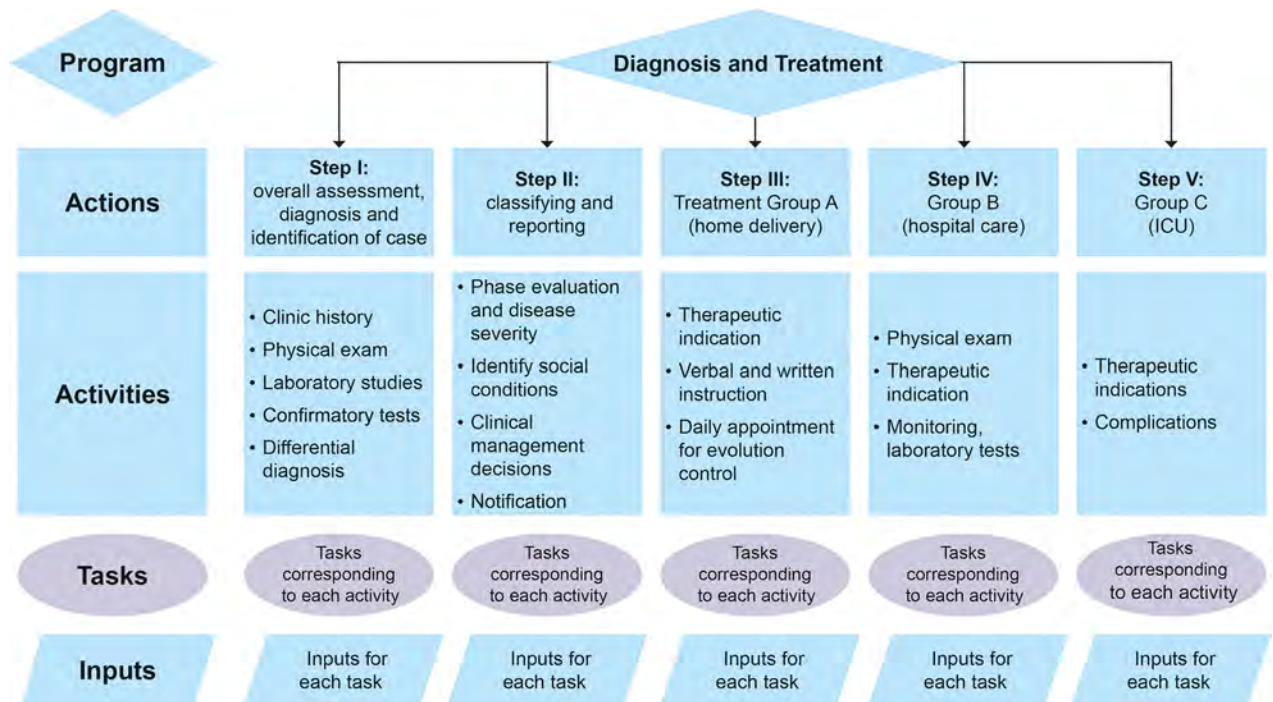 Program
Diagnosis and Treatment
Actions
Step I:
overall assessment,
diagnosis and
identification of case
Step II:
classifying and
reporting
Step III:
Treatment Group A
(home delivery)
Step IV:
Group B
(hospital care)
Step V:
Group C
(ICU)
Activities
• Clinic history
• Physical exam
• Laboratory studies
• Confirmatory tests
• Differential
diagnosis
• Phase evaluation
and disease
severity
• Identify social
conditions
• Clinical
management
decisions
• Notification
• Therapeutic
indication
• Verbal and written
instruction
• Daily appointment
for evolution
control
• Physical exam
• Therapeutic
indication
• Monitoring,
laboratory tests
• Therapeutic
indications
• Complications
Tasks
Tasks
corresponding
to each activity
Tasks
corresponding
to each activity
Tasks
corresponding
to each activity
Tasks
corresponding
to each activity
Tasks
corresponding
to each activity
Inputs
Inputs for
each task
Inputs for
each task
Inputs for
each task
Inputs for
each task
Inputs for
each task